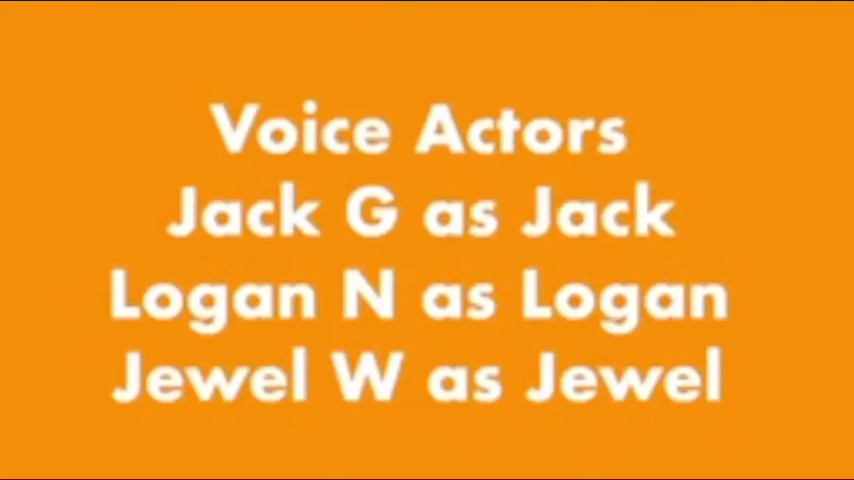 Voice Actors
Jack G as Jack
Logan N as Logan
Jewel W as Jewel